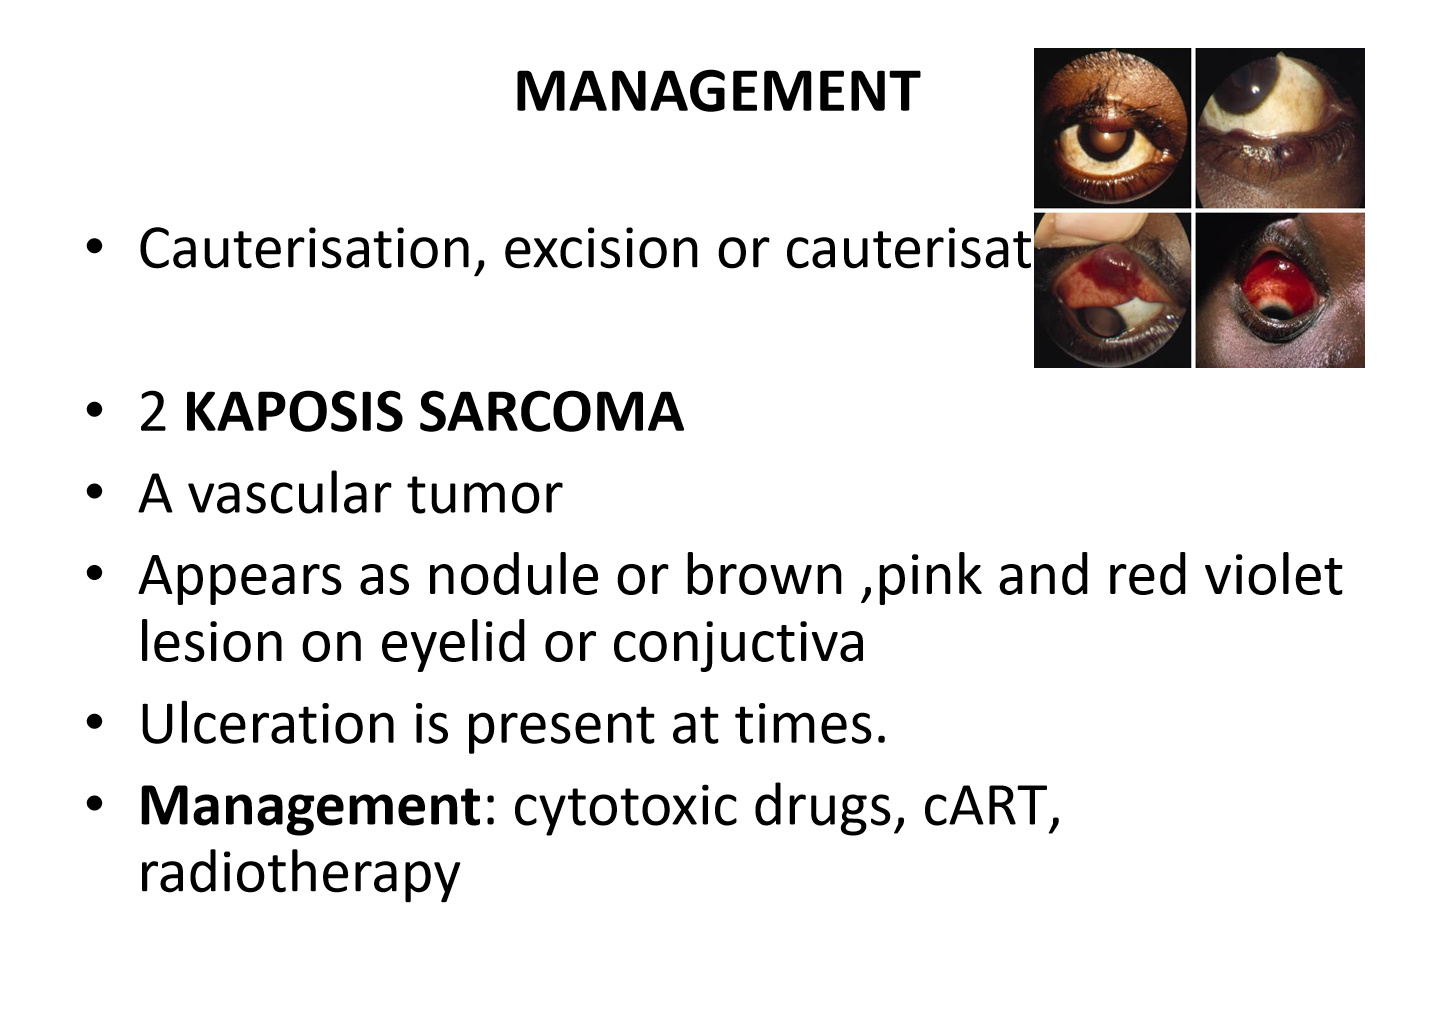 MANAGEMENT
• Cauterisation, excision or cauterisat
• 2 KAPOSIS SARCOMA
• A vascular tumor
• Appears as nodule or brown ,pink and red violet
lesion on eyelid or conjuctiva
• Ulceration is present at times.
• Management: cytotoxic drugs, cART,
radiotherapy